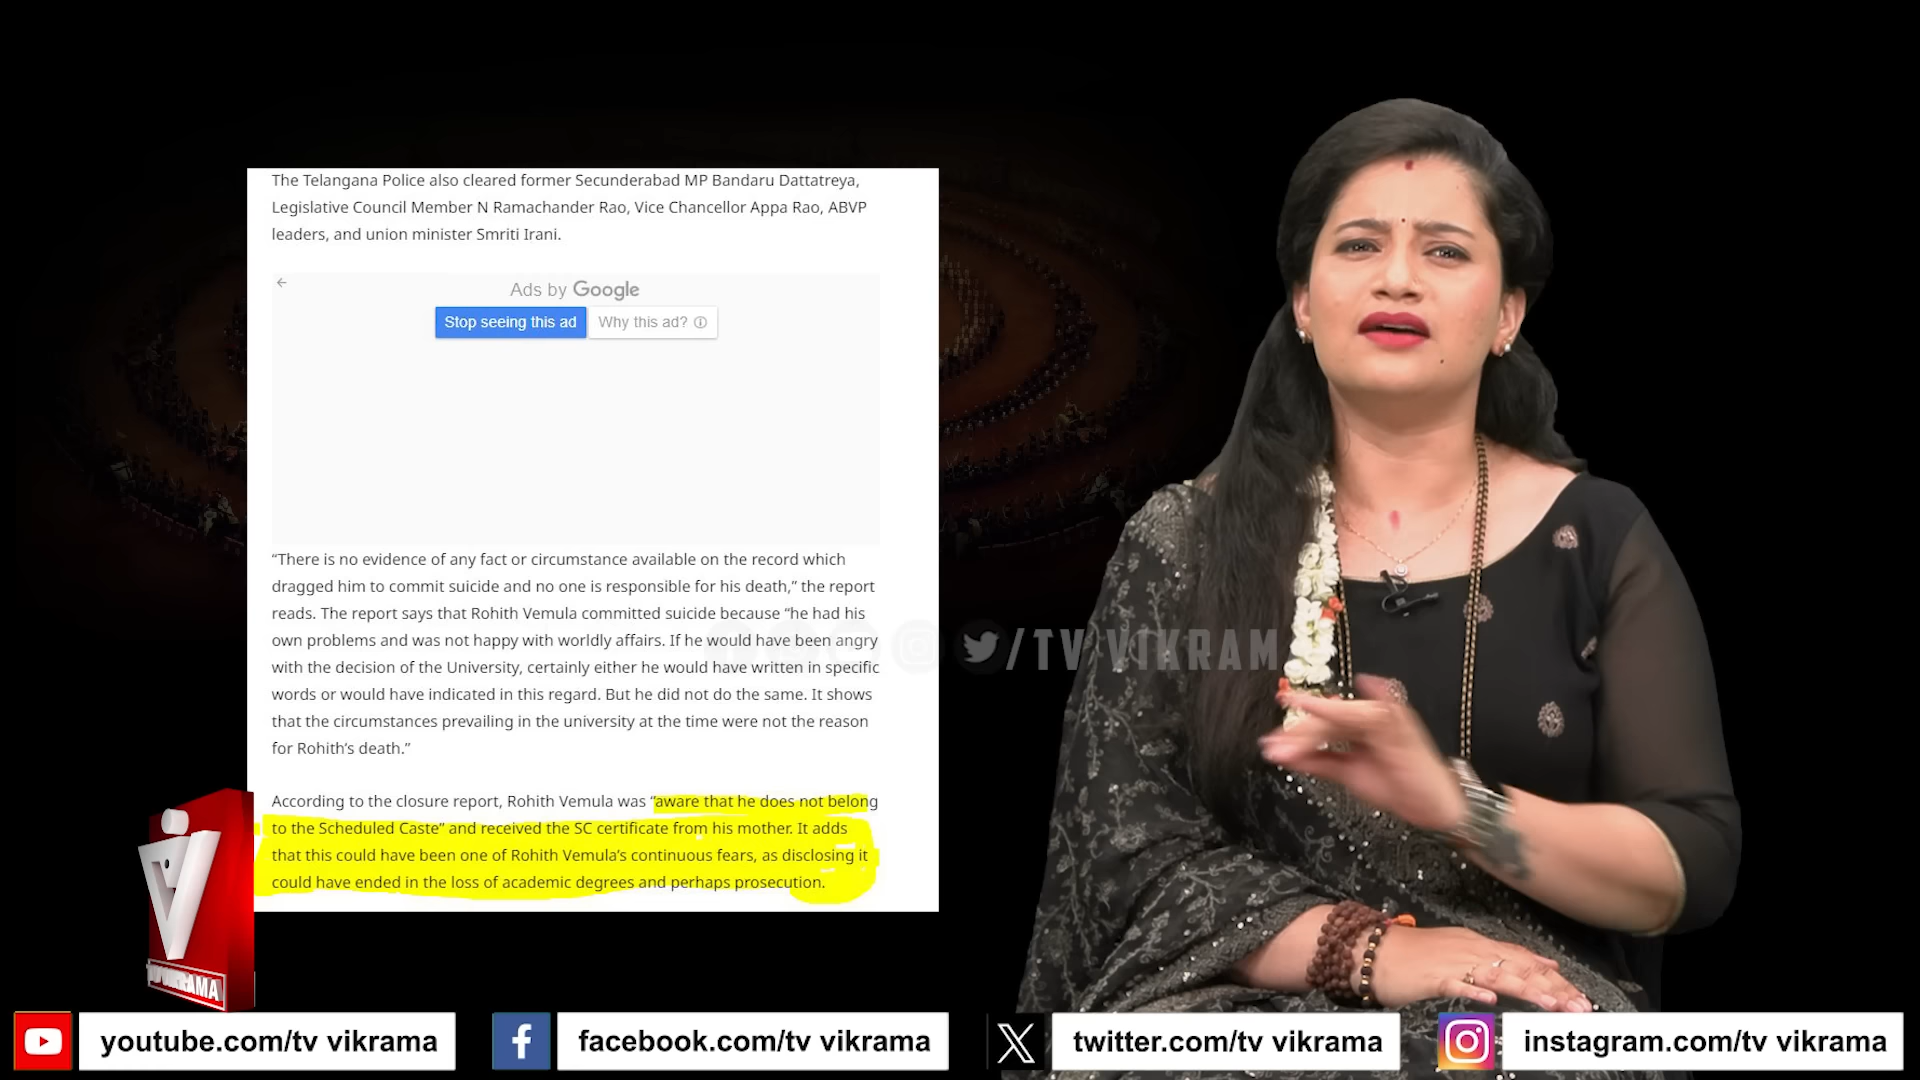 The Telangana Police also cleared former Secunderabad MP Bandaru Dattatreya,
Legislative Council Member N Ramachander Rao, Vice Chancellor Appa Rao, ABVP
leaders, and union minister Smriti Irani.
Ads by Google
Stop seeing this ad
Why this ad?
“There is no evidence of any fact or circumstance available on the record which
dragged him to commit suicide and no one is responsible for his death,” the report
reads. The report says that Rohith Vemula committed suicide because “he had his
own problems and was not happy with worldly affairs. If he would have been angry
with the decision of the University, certainly either he would have written in specific
words or would have indicated in this regard. But he did not do the same. It shows
that the circumstances prevailing in the university at the time were not the reason
for Rohith’s death.”
According to the closure report, Rohith Vemula was “aware that he does not belong
to the Scheduled Caste” and received the SC certificate from his mother. It adds
that this could have been one of Rohith Vemula’s continuous fears, as disclosing it
could have ended in the loss of academic degrees and perhaps prosecution.
/TV VIKRAM
TV VIKRAMA
youtube.com/tv vikrama
facebook.com/tv vikrama
twitter.com/tv vikrama
instagram.com/tv vikrama